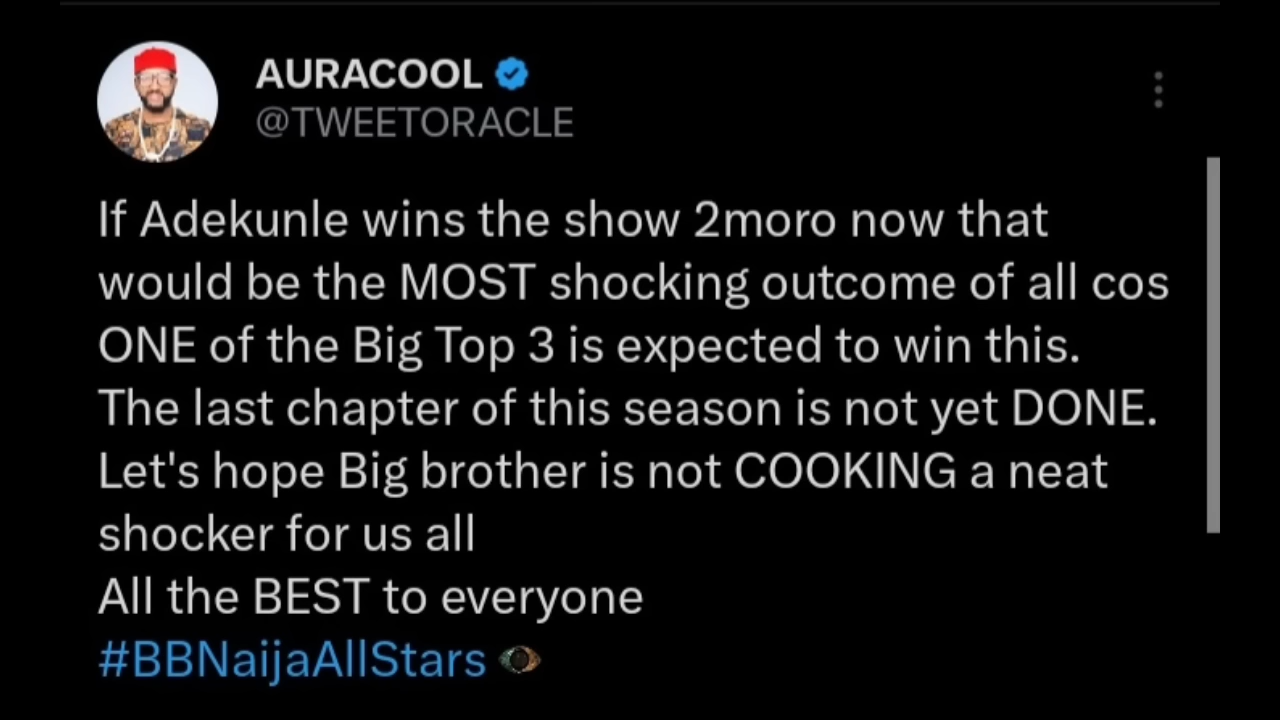 AURACOOL
@TWEETORACLE
If Adekunle wins the show 2moro now that
would be the MOST shocking outcome of all cos
ONE of the Big Top 3 is expected to win this.
The last chapter of this season is not yet DONE.
Let's hope Big brother is not COOKING a neat
shocker for us all
All the BEST to everyone
#BBNaijaAllStars